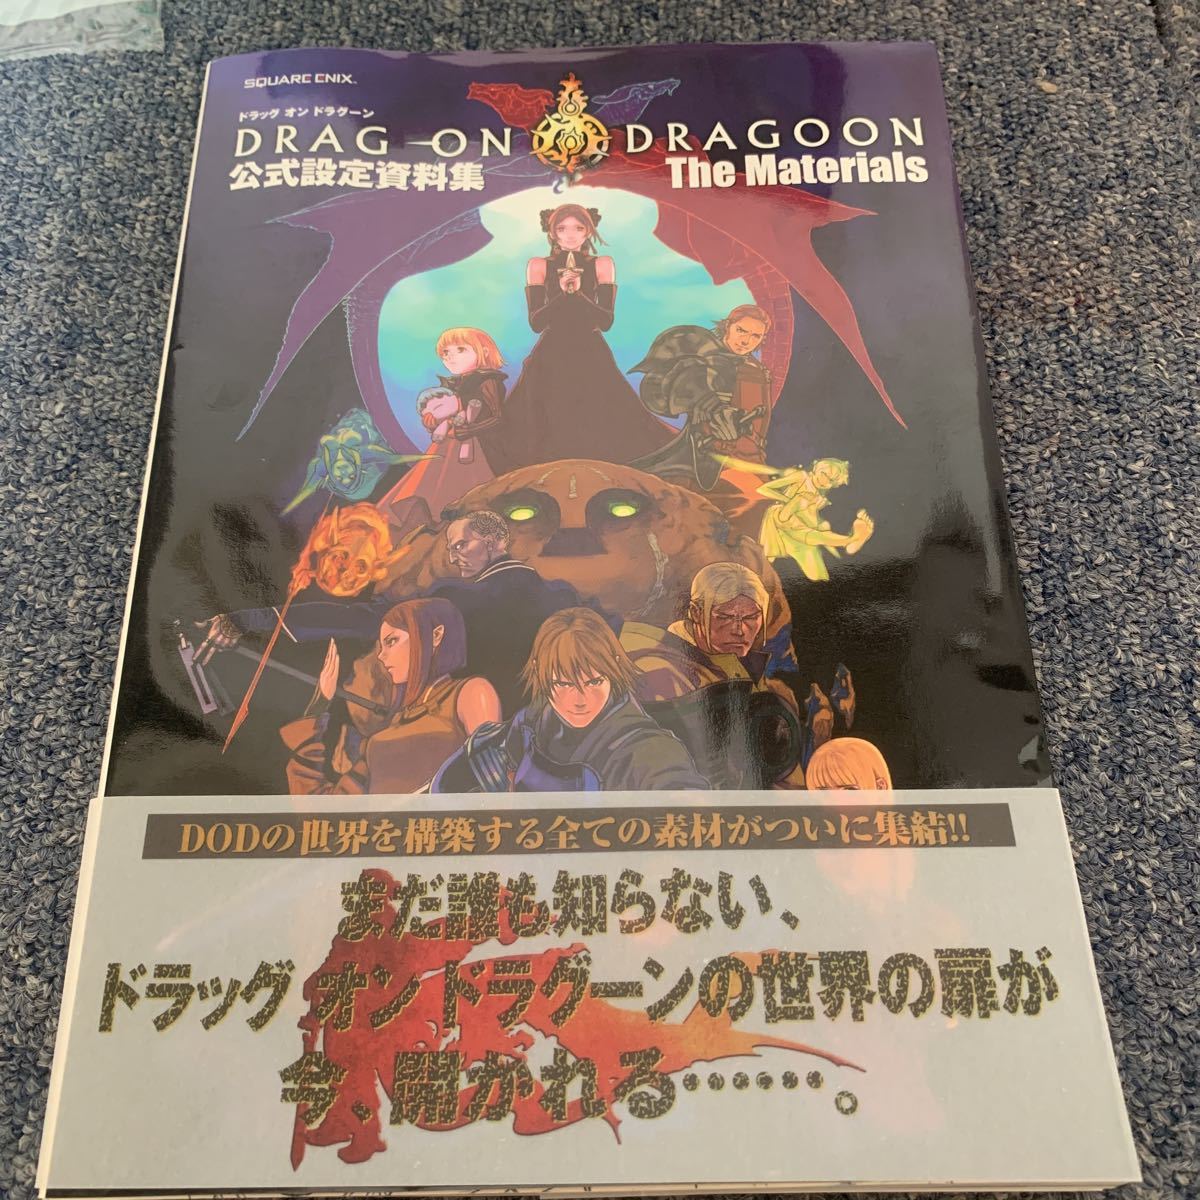 SQUARE ENIX™
ドラッグ オン ドラグーン
DRAG-ON DRAGOON
公式設定資料集 The Materials
DODの世界を構築する全ての素材がついに集結!!
まだ誰も知らない、
ドラッグ オン ドラグーンの世界の扉が
今、開かれる……。